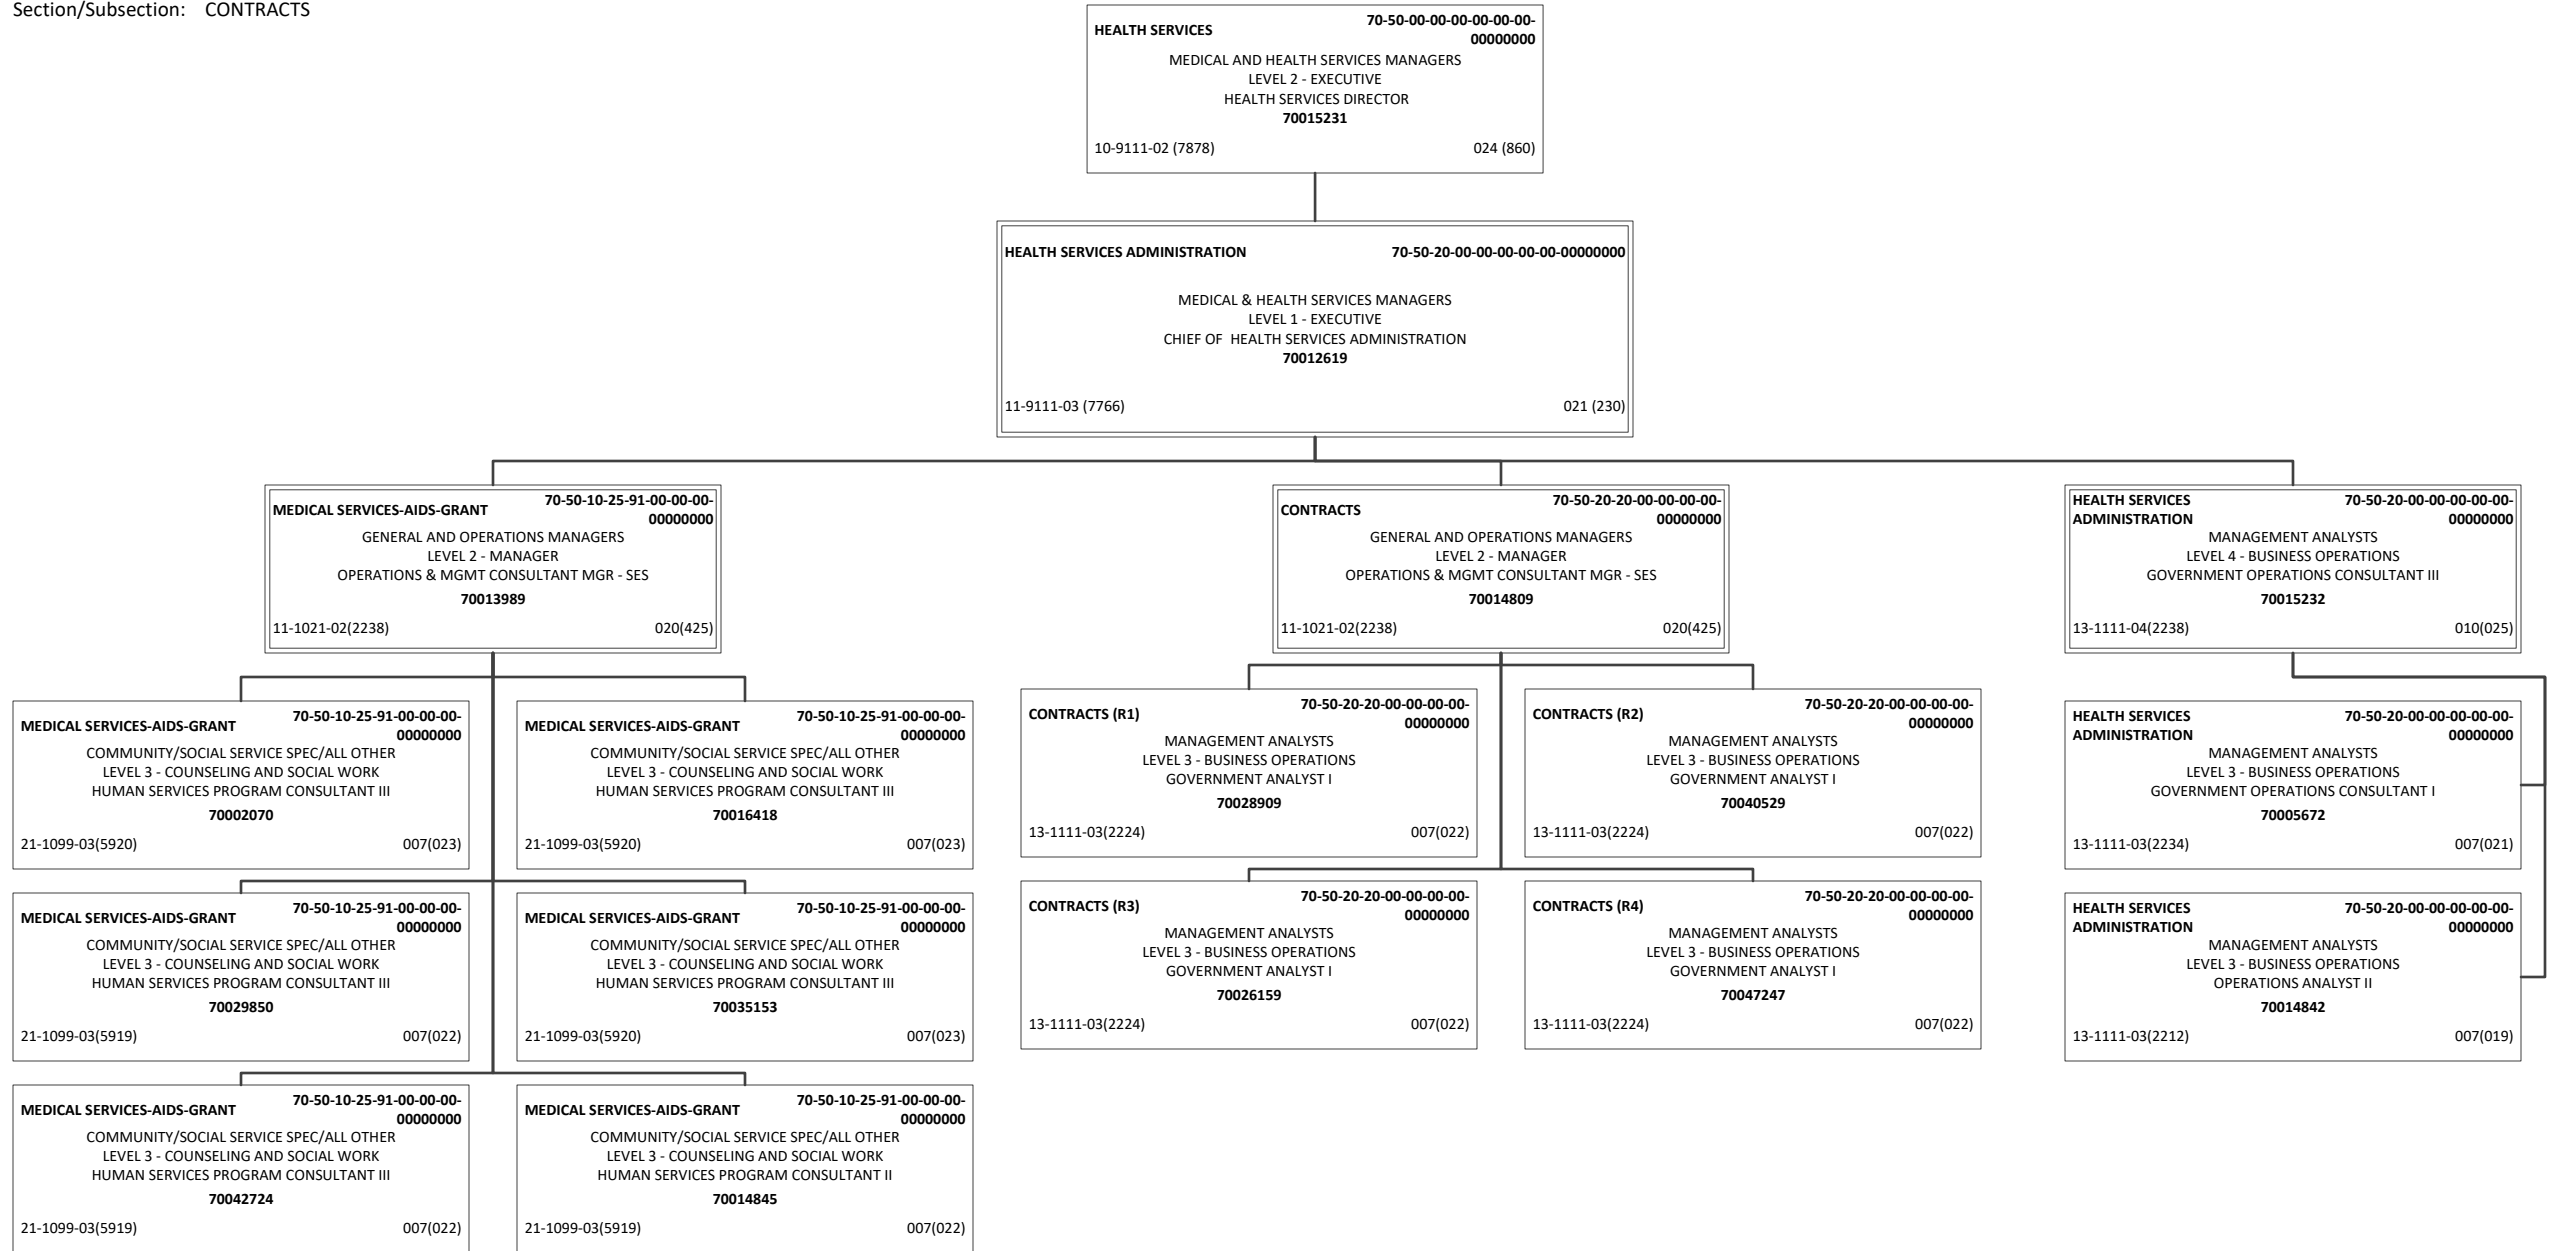 Section/Subsection: CONTRACTS
HEALTH SERVICES
70-50-00-00-00-00-00-00-
00000000
MEDICAL AND HEALTH SERVICES MANAGERS
LEVEL 2 - EXECUTIVE
HEALTH SERVICES DIRECTOR
70015231
10-9111-02 (7878) 024 (860)
HEALTH SERVICES ADMINISTRATION 70-50-20-00-00-00-00-00-00000000
MEDICAL & HEALTH SERVICES MANAGERS
LEVEL 1 - EXECUTIVE
CHIEF OF HEALTH SERVICES ADMINISTRATION
70012619
11-9111-03 (7766) 021 (230)
MEDICAL SERVICES-AIDS-GRANT
70-50-10-25-91-00-00-00-
00000000
GENERAL AND OPERATIONS MANAGERS
LEVEL 2 - MANAGER
OPERATIONS & MGMT CONSULTANT MGR - SES
70013989
11-1021-02(2238) 020(425)
CONTRACTS
70-50-20-20-00-00-00-00-
00000000
GENERAL AND OPERATIONS MANAGERS
LEVEL 2 - MANAGER
OPERATIONS & MGMT CONSULTANT MGR - SES
70014809
11-1021-02(2238) 020(425)
HEALTH SERVICES
ADMINISTRATION
70-50-20-00-00-00-00-00-
00000000
MANAGEMENT ANALYSTS
LEVEL 4 - BUSINESS OPERATIONS
GOVERNMENT OPERATIONS CONSULTANT III
70015232
13-1111-04(2238) 010(025)
MEDICAL SERVICES-AIDS-GRANT
70-50-10-25-91-00-00-00-
00000000
COMMUNITY/SOCIAL SERVICE SPEC/ALL OTHER
LEVEL 3 - COUNSELING AND SOCIAL WORK
HUMAN SERVICES PROGRAM CONSULTANT III
70002070
21-1099-03(5920) 007(023)
MEDICAL SERVICES-AIDS-GRANT
70-50-10-25-91-00-00-00-
00000000
COMMUNITY/SOCIAL SERVICE SPEC/ALL OTHER
LEVEL 3 - COUNSELING AND SOCIAL WORK
HUMAN SERVICES PROGRAM CONSULTANT III
70016418
21-1099-03(5920) 007(023)
CONTRACTS (R1)
70-50-20-20-00-00-00-00-
00000000
MANAGEMENT ANALYSTS
LEVEL 3 - BUSINESS OPERATIONS
GOVERNMENT ANALYST I
70028909
13-1111-03(2224) 007(022)
CONTRACTS (R2)
70-50-20-20-00-00-00-00-
00000000
MANAGEMENT ANALYSTS
LEVEL 3 - BUSINESS OPERATIONS
GOVERNMENT ANALYST I
70040529
13-1111-03(2224) 007(022)
HEALTH SERVICES
ADMINISTRATION
70-50-20-00-00-00-00-00-
00000000
MANAGEMENT ANALYSTS
LEVEL 3 - BUSINESS OPERATIONS
GOVERNMENT OPERATIONS CONSULTANT I
70005672
13-1111-03(2234) 007(021)
MEDICAL SERVICES-AIDS-GRANT
70-50-10-25-91-00-00-00-
00000000
COMMUNITY/SOCIAL SERVICE SPEC/ALL OTHER
LEVEL 3 - COUNSELING AND SOCIAL WORK
HUMAN SERVICES PROGRAM CONSULTANT III
70029850
21-1099-03(5919) 007(022)
MEDICAL SERVICES-AIDS-GRANT
70-50-10-25-91-00-00-00-
00000000
COMMUNITY/SOCIAL SERVICE SPEC/ALL OTHER
LEVEL 3 - COUNSELING AND SOCIAL WORK
HUMAN SERVICES PROGRAM CONSULTANT III
70035153
21-1099-03(5920) 007(023)
CONTRACTS (R3)
70-50-20-20-00-00-00-00-
00000000
MANAGEMENT ANALYSTS
LEVEL 3 - BUSINESS OPERATIONS
GOVERNMENT ANALYST I
70026159
13-1111-03(2224) 007(022)
CONTRACTS (R4)
70-50-20-20-00-00-00-00-
00000000
MANAGEMENT ANALYSTS
LEVEL 3 - BUSINESS OPERATIONS
GOVERNMENT ANALYST I
70047247
13-1111-03(2224) 007(022)
HEALTH SERVICES
ADMINISTRATION
70-50-20-00-00-00-00-00-
00000000
MANAGEMENT ANALYSTS
LEVEL 3 - BUSINESS OPERATIONS
OPERATIONS ANALYST II
70014842
13-1111-03(2212) 007(019)
MEDICAL SERVICES-AIDS-GRANT
70-50-10-25-91-00-00-00-
00000000
COMMUNITY/SOCIAL SERVICE SPEC/ALL OTHER
LEVEL 3 - COUNSELING AND SOCIAL WORK
HUMAN SERVICES PROGRAM CONSULTANT III
70042724
21-1099-03(5919) 007(022)
MEDICAL SERVICES-AIDS-GRANT
70-50-10-25-91-00-00-00-
00000000
COMMUNITY/SOCIAL SERVICE SPEC/ALL OTHER
LEVEL 3 - COUNSELING AND SOCIAL WORK
HUMAN SERVICES PROGRAM CONSULTANT II
70014845
21-1099-03(5919) 007(022)